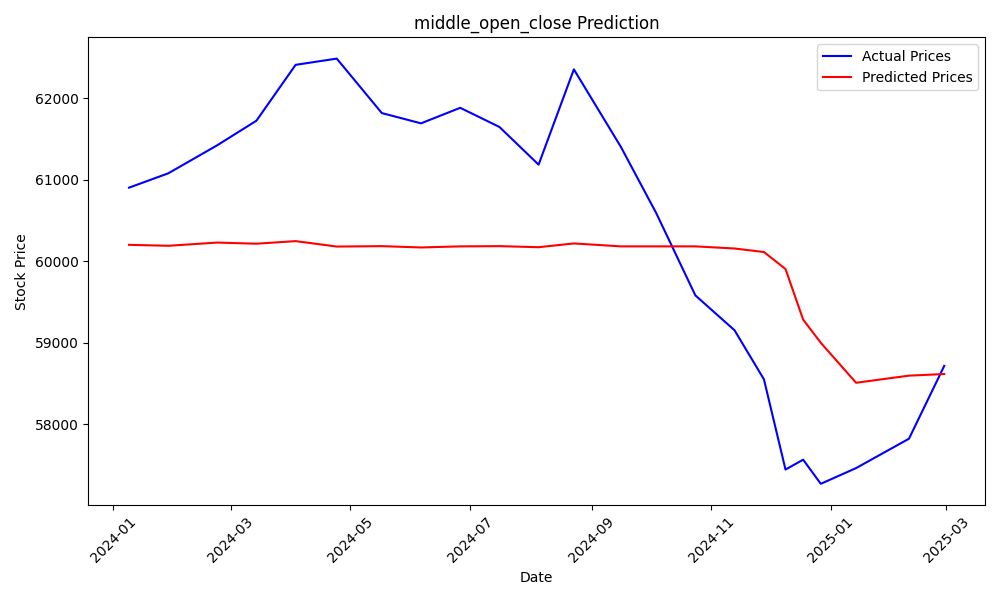 middle_open_close Prediction
Actual Prices
Predicted Prices
Stock Price
62000
61000
60000
59000
58000
2024-01
2024-03
2024-05
2024-07
2024-09
2024-11
2025-01
2025-03
Date